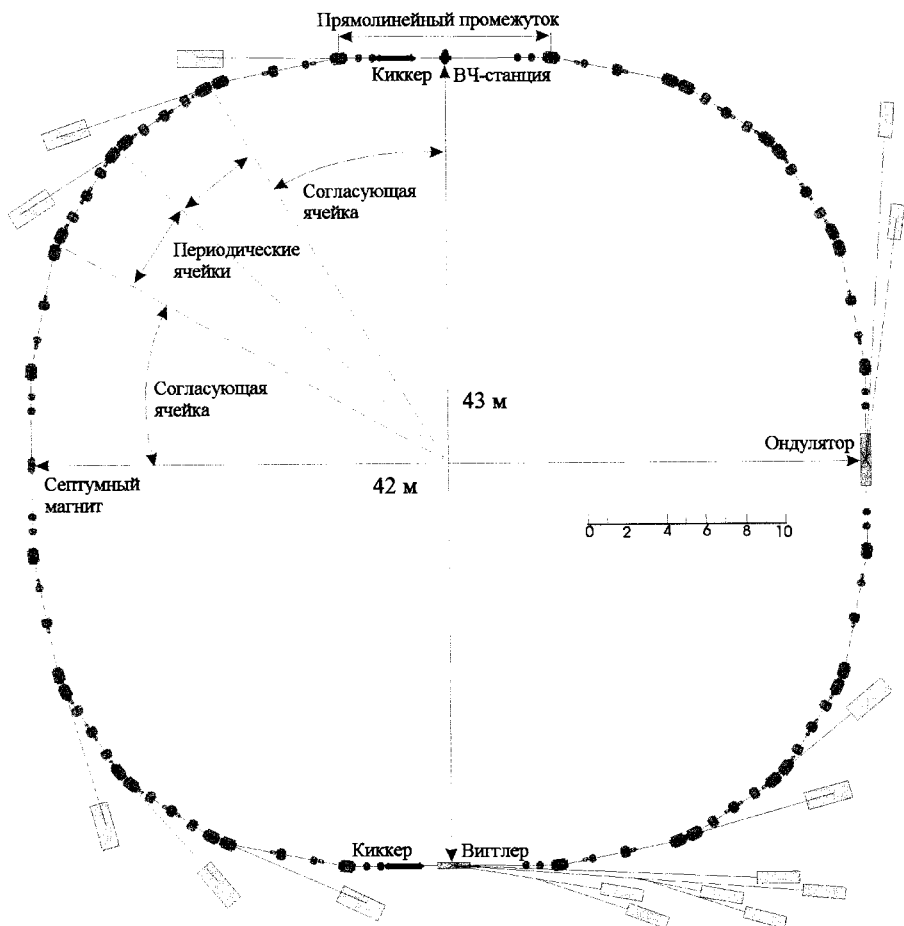 Прямолинейный промежуток
Киккер
ВЧ-станция
Согласующая
ячейка
Периодические
ячейки
Согласующая
ячейка
43 м
Ондулятор
Септумный
магнит
42 м
0 2 4 6 8 10
Киккер
Вигглер